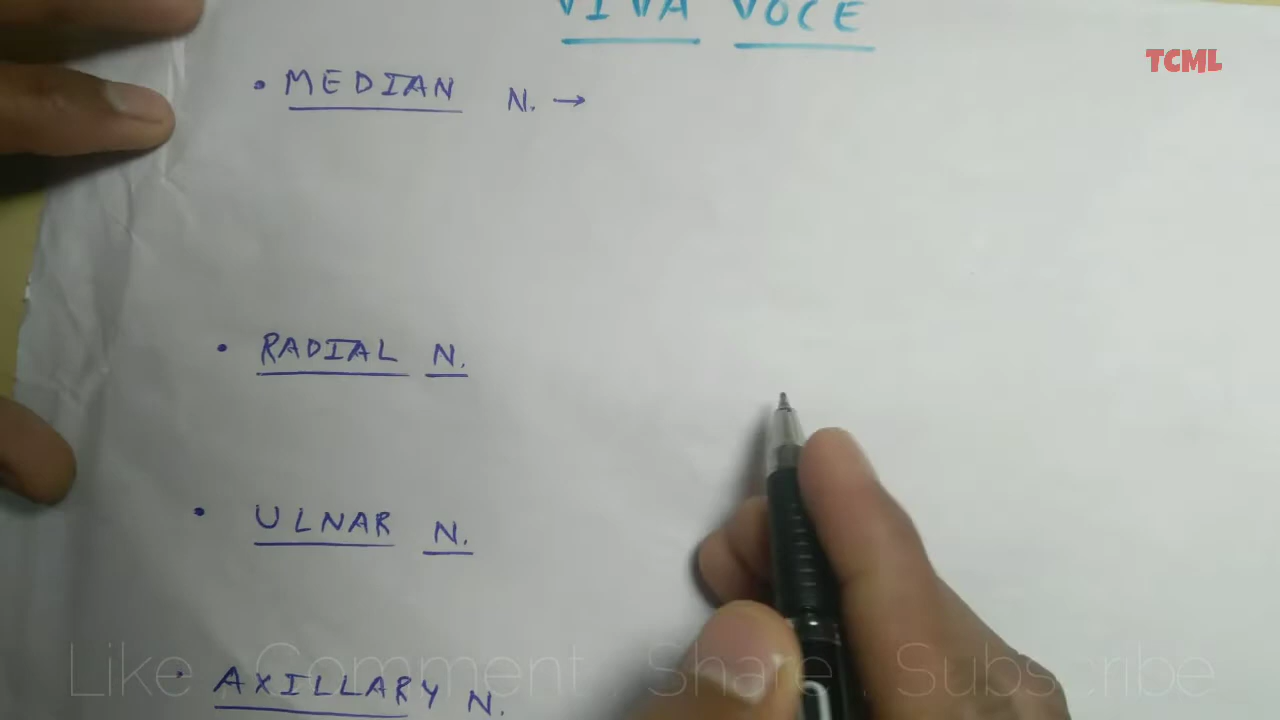 VIVA VOCE
TCML
• MEDIAN N. →
• RADIAL N.
• ULNAR N.
• AXILLARY N.
Like . Comment . Share . Subscribe